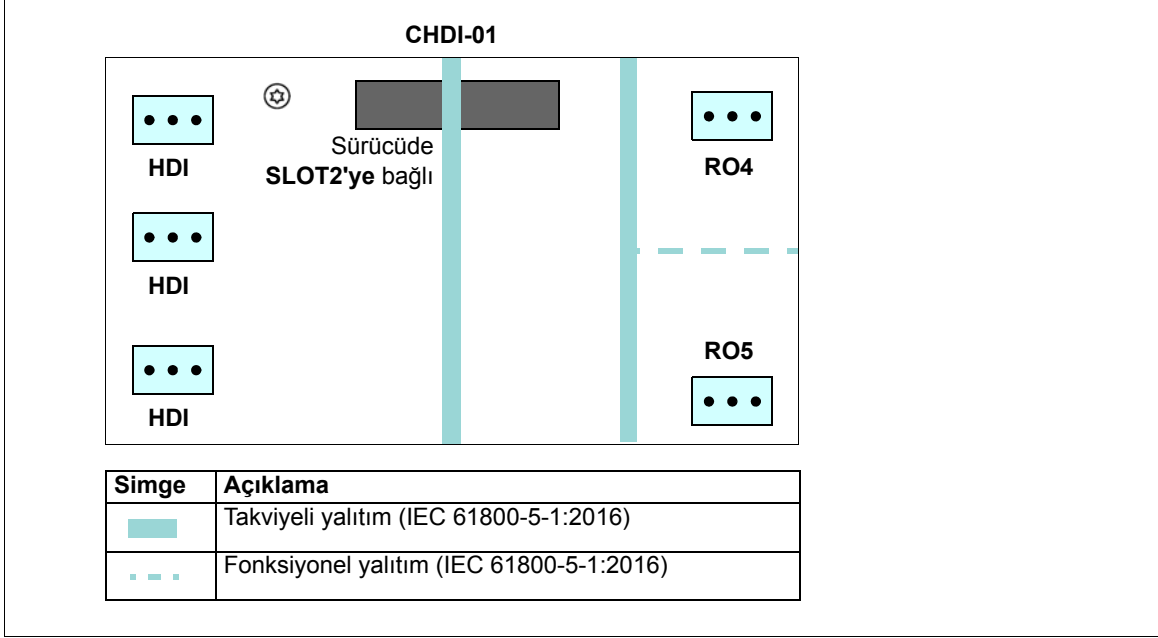 CHDI-01
HDI
Sürücüde
SLOT2'ye bağlı
RO4
HDI
RO5
HDI
Simge Açıklama
Takviyeli yalıtım (IEC 61800-5-1:2016)
Fonksiyonel yalıtım (IEC 61800-5-1:2016)